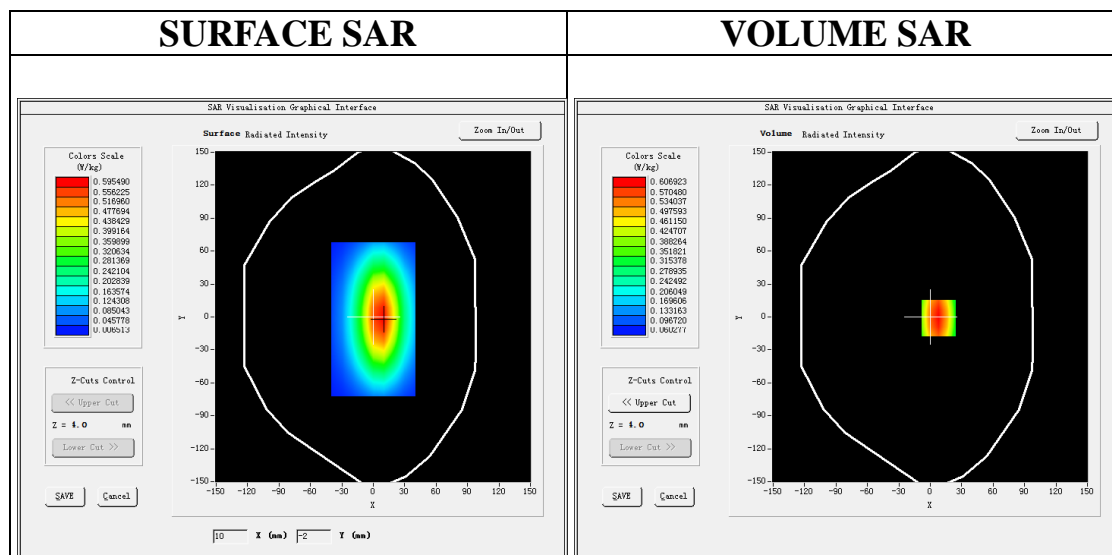 SURFACE SAR
SAR Visualisation Graphical Interface
Surface Radiated Intensity
Zoom In/Out
Colors Scale
(W/kg)
0.595490
0.556225
0.516960
0.477694
0.438429
0.399164
0.359899
0.320634
0.281369
0.242104
0.202839
0.163574
0.124308
0.085043
0.045778
0.006513
150
120
90
60
30
0
-30
-60
-90
-120
-150
Y
-150 -120 -90 -60 -30 0 30 60 90 120 150
X
Z-Cuts Control
<< Upper Cut
Z = 4.0 mm
Lower Cut >>
SAVE Cancel
10 X (mm) -2 Y (mm)
VOLUME SAR
SAR Visualisation Graphical Interface
Volume Radiated Intensity
Zoom In/Out
Colors Scale
(W/kg)
0.606923
0.570480
0.534037
0.497593
0.461150
0.424707
0.388264
0.351821
0.315378
0.278935
0.242492
0.206049
0.169606
0.133163
0.096720
0.060277
150
120
90
60
30
0
-30
-60
-90
-120
-150
Y
-150 -120 -90 -60 -30 0 30 60 90 120 150
X
Z-Cuts Control
<< Upper Cut
Z = 4.0 mm
Lower Cut >>
SAVE Cancel